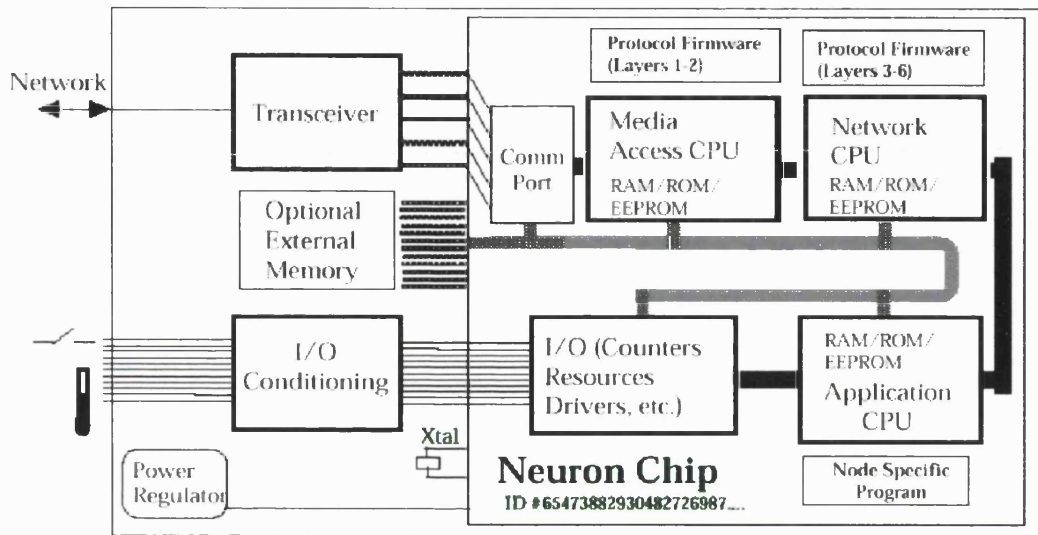 Protocol Firmware
(Layers 1-2)
Protocol Firmware
(Layers 3-6)
Network
Transceiver
Comm
Port
Media
Access CPU
RAM/ROM/
EEPROM
Network
CPU
RAM/ROM/
EEPROM
Optional
External
Memory
I/O
Conditioning
I/O (Counters
Resources
Drivers, etc.)
RAM/ROM/
EEPROM
Application
CPU
Xtal
Power
Regulator
Neuron Chip
ID #65473882930482726987....
Node Specific
Program